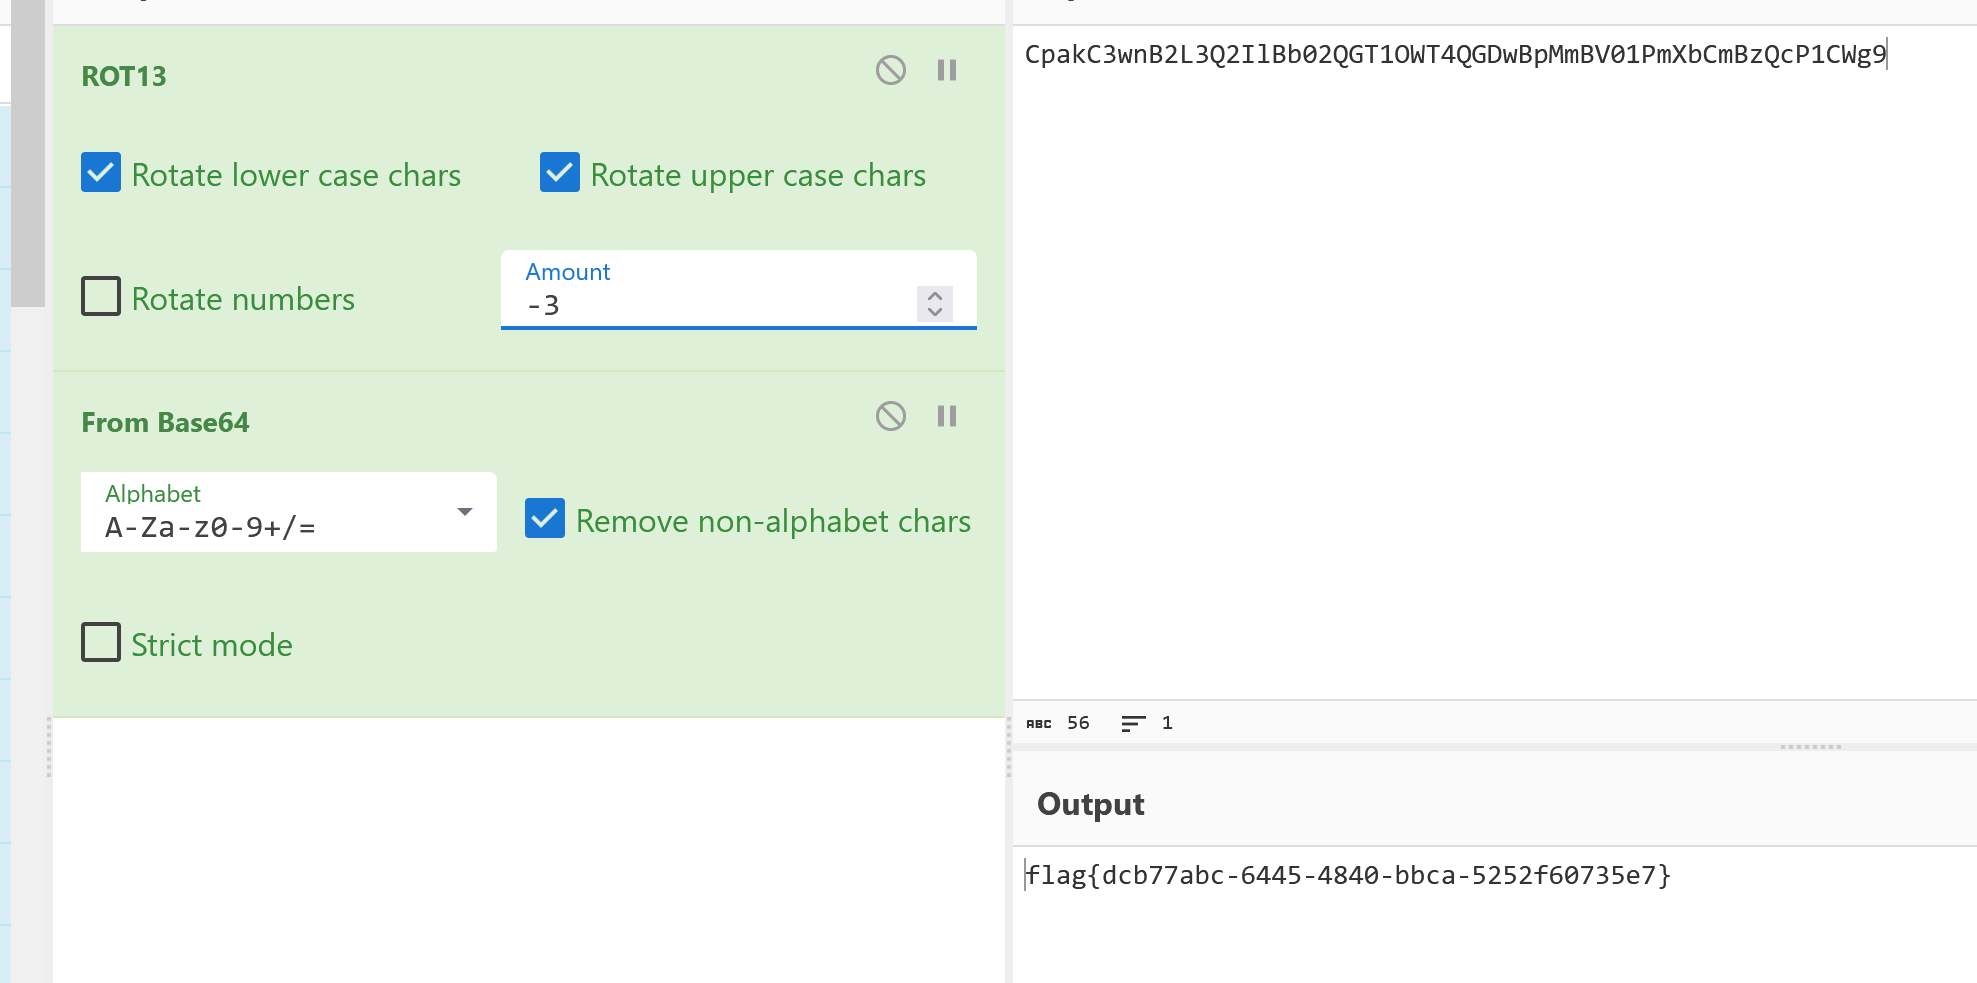 ROT13
Rotate lower case chars
Rotate upper case chars
Rotate numbers
Amount
-3
From Base64
Alphabet
A-Za-z0-9+/=
Remove non-alphabet chars
Strict mode
CpakC3wnB2L3Q2IlBb02QGT1OWT4QGDwBpMmBV01PmXbCmBzQcP1CWg9
ABC 56 1
Output
flag{dcb77abc-6445-4840-bbca-5252f60735e7}